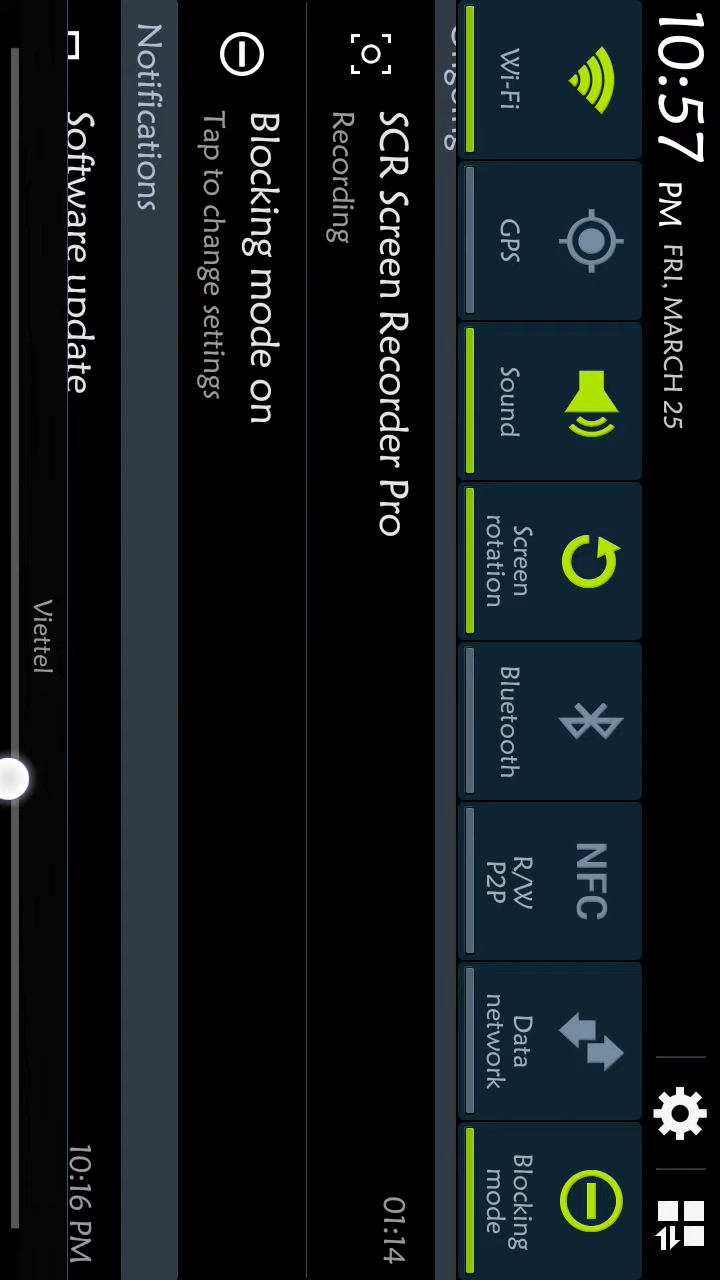 10:57 PM FRI, MARCH 25
Wi-Fi
GPS
Sound
Screen rotation
Bluetooth
NFC
R/W P2P
Data network
Blocking mode
Ongoing
SCR Screen Recorder Pro
Recording
01:14
Blocking mode on
Tap to change settings
Notifications
Software update
10:16 PM
Viettel